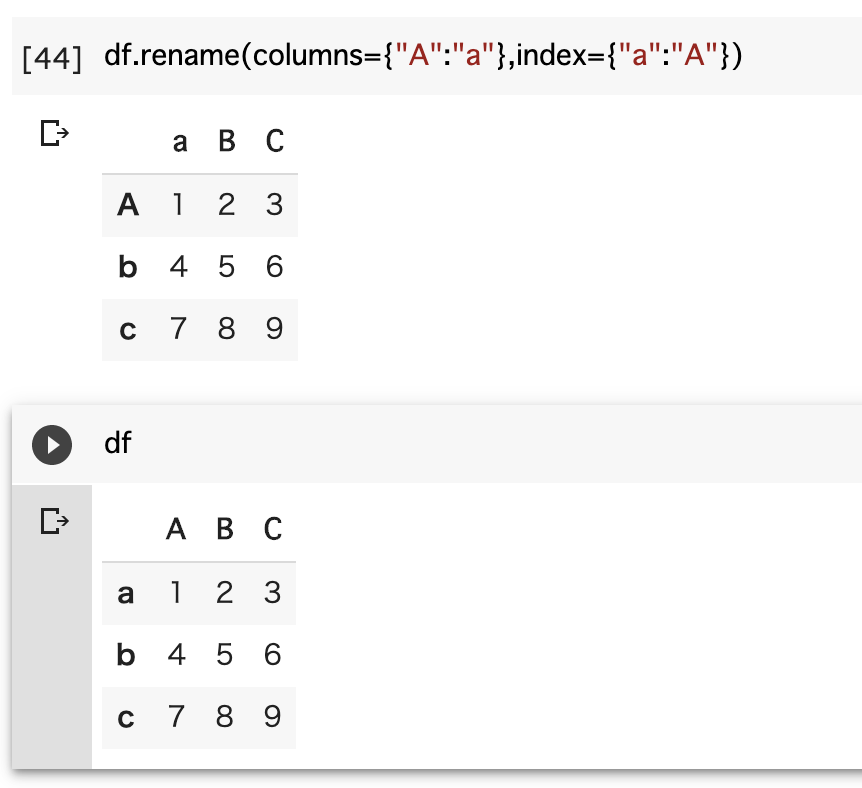 [44] df.rename(columns={"A":"a"},index={"a":"A"})
a B C
A 1 2 3
b 4 5 6
c 7 8 9
df
A B C
a 1 2 3
b 4 5 6
c 7 8 9